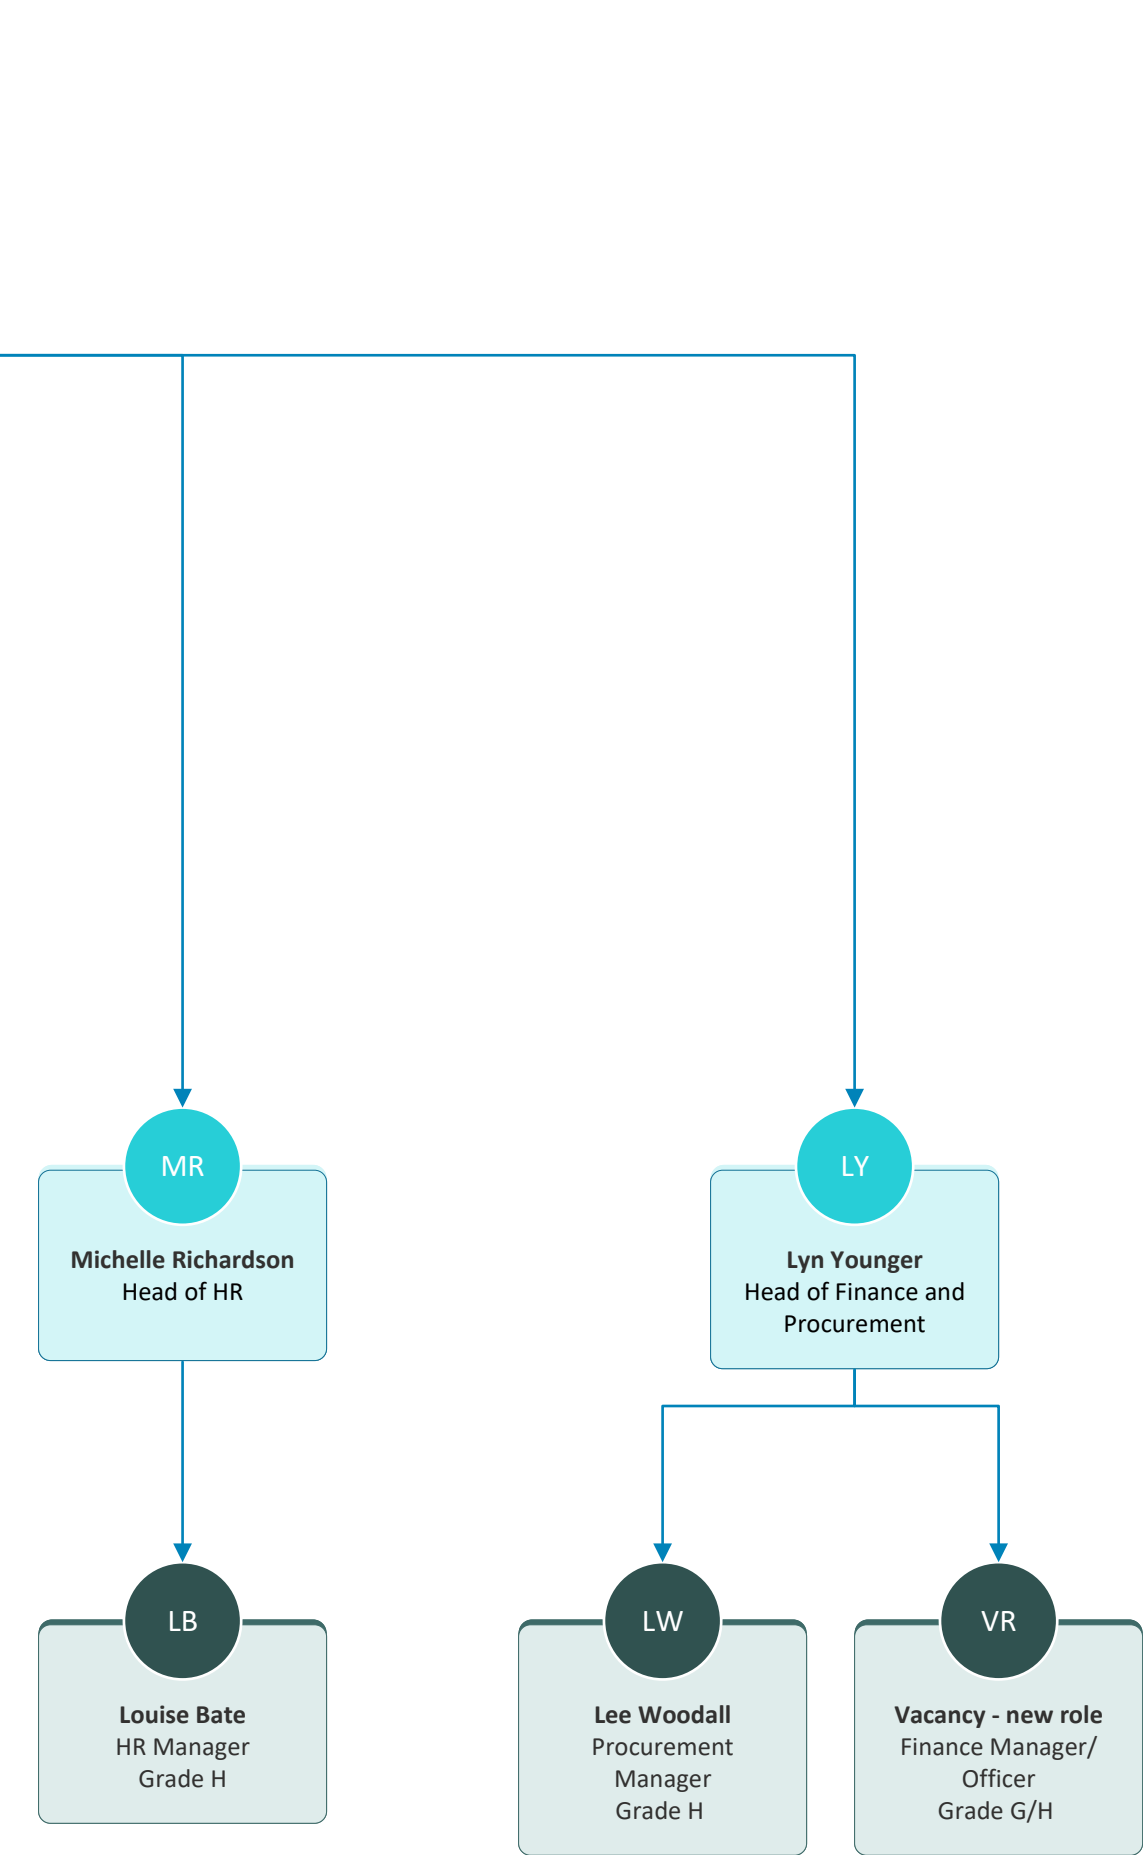 MR
Michelle Richardson
Head of HR
LY
Lyn Younger
Head of Finance and
Procurement
LB
Louise Bate
HR Manager
Grade H
LW
Lee Woodall
Procurement
Manager
Grade H
VR
Vacancy - new role
Finance Manager/
Officer
Grade G/H